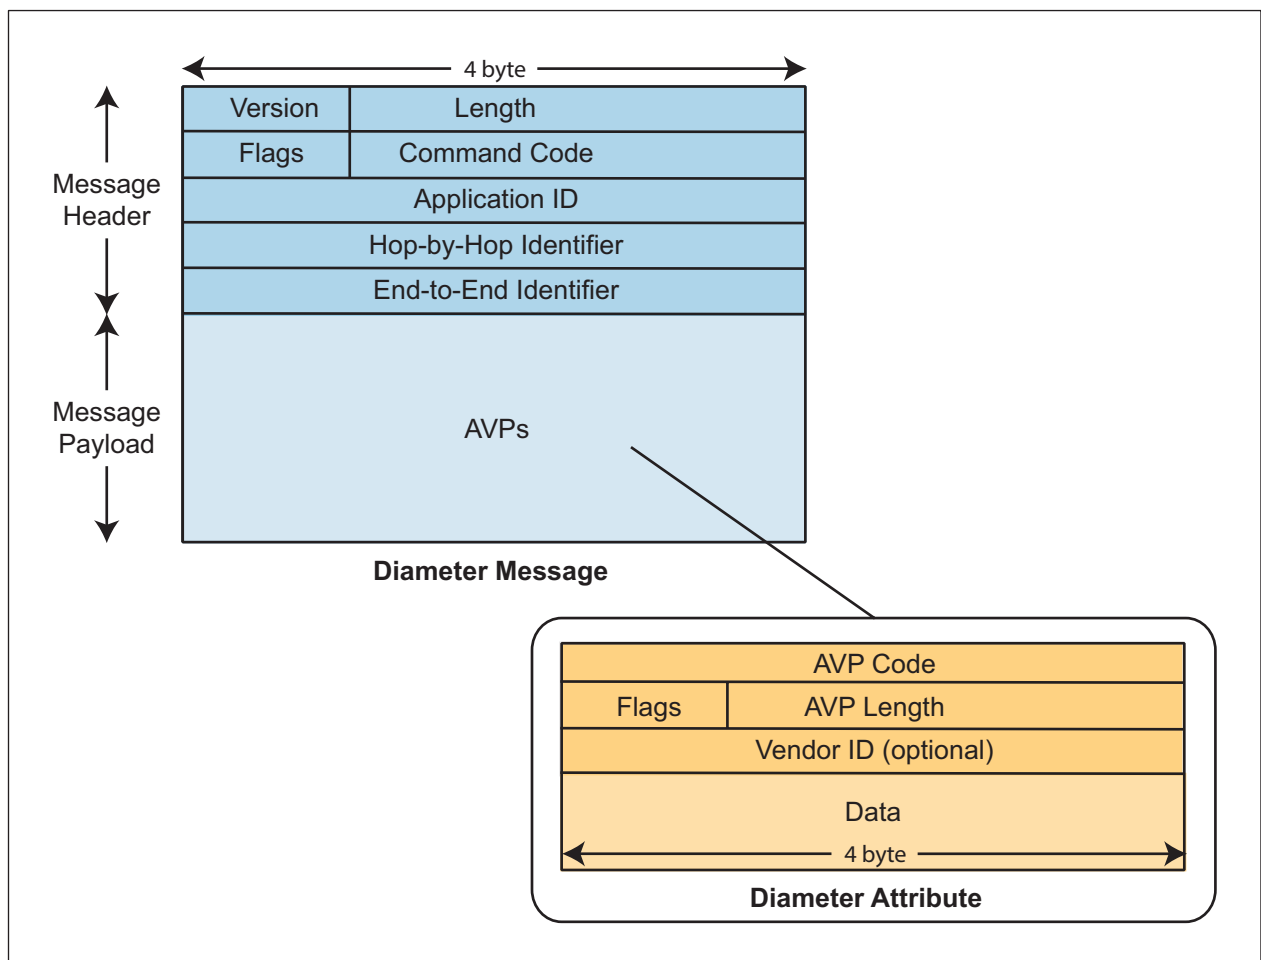 4 byte
Version
Length
Flags
Command Code
Message
Header
Application ID
Hop-by-Hop Identifier
End-to-End Identifier
Message
Payload
AVPs
Diameter Message
AVP Code
Flags
AVP Length
Vendor ID (optional)
Data
4 byte
Diameter Attribute